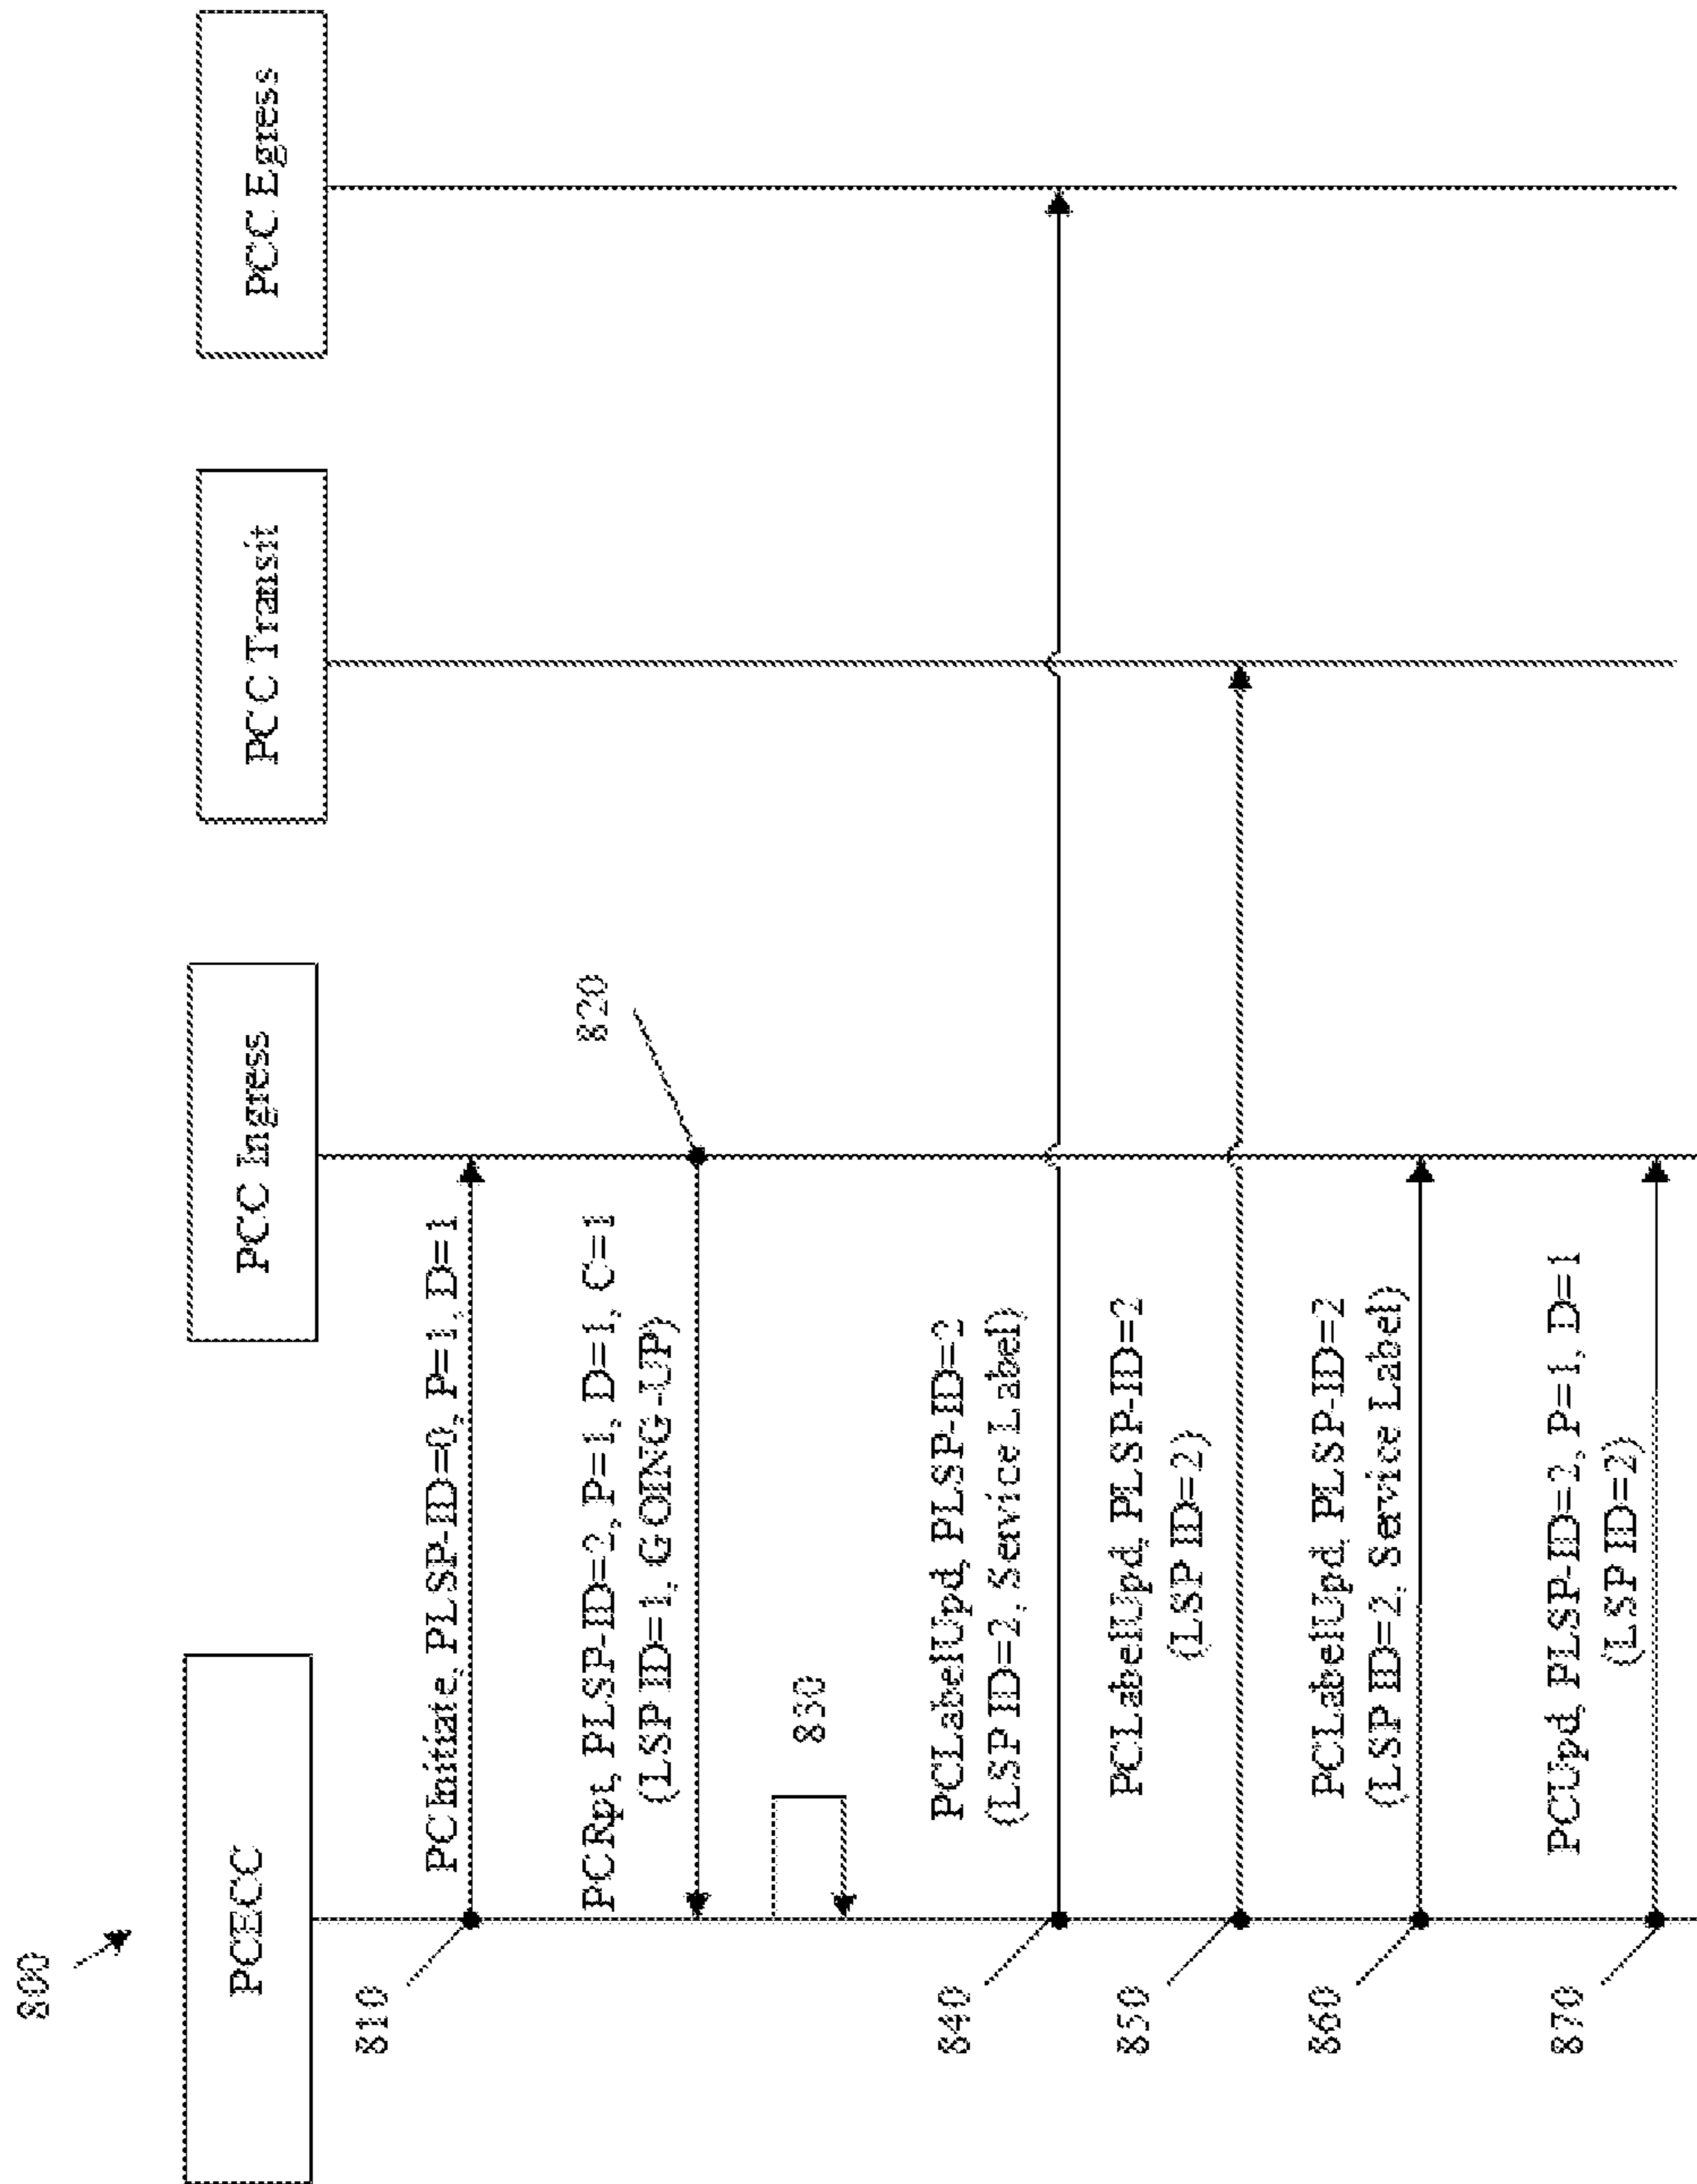 800
PCECC
PCC Ingress
PCC Transit
PCC Egress
810
PCInitiate, PLSP-ID=0, P=1, D=1
820
PCRpt, PLSP-ID=2, P=1, D=1, C=1
(LSP ID=1, GOING-UP)
830
840
PCLabelUpd, PLSP-ID=2
(LSP ID=2, Service Label)
850
PCLabelUpd, PLSP-ID=2
(LSP ID=2)
860
PCLabelUpd, PLSP-ID=2
(LSP ID=2, Service Label)
870
PCUpd, PLSP-ID=2, P=1, D=1
(LSP ID=2)